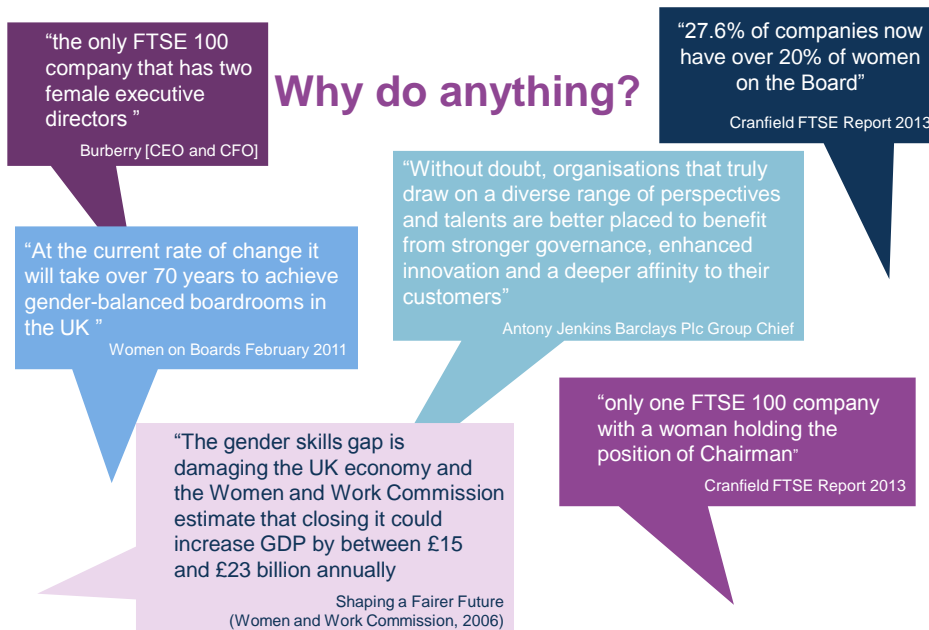 “the only FTSE 100
company that has two
female executive
directors ”
Burberry [CEO and CFO]
Why do anything?
“27.6% of companies now
have over 20% of women
on the Board”
Cranfield FTSE Report 2013
“Without doubt, organisations that truly
draw on a diverse range of perspectives
and talents are better placed to benefit
from stronger governance, enhanced
innovation and a deeper affinity to their
customers”
Antony Jenkins Barclays Plc Group Chief
“At the current rate of change it
will take over 70 years to achieve
gender-balanced boardrooms in
the UK ”
Women on Boards February 2011
“only one FTSE 100 company
with a woman holding the
position of Chairman”
Cranfield FTSE Report 2013
“The gender skills gap is
damaging the UK economy and
the Women and Work Commission
estimate that closing it could
increase GDP by between £15
and £23 billion annually
Shaping a Fairer Future
(Women and Work Commission, 2006)